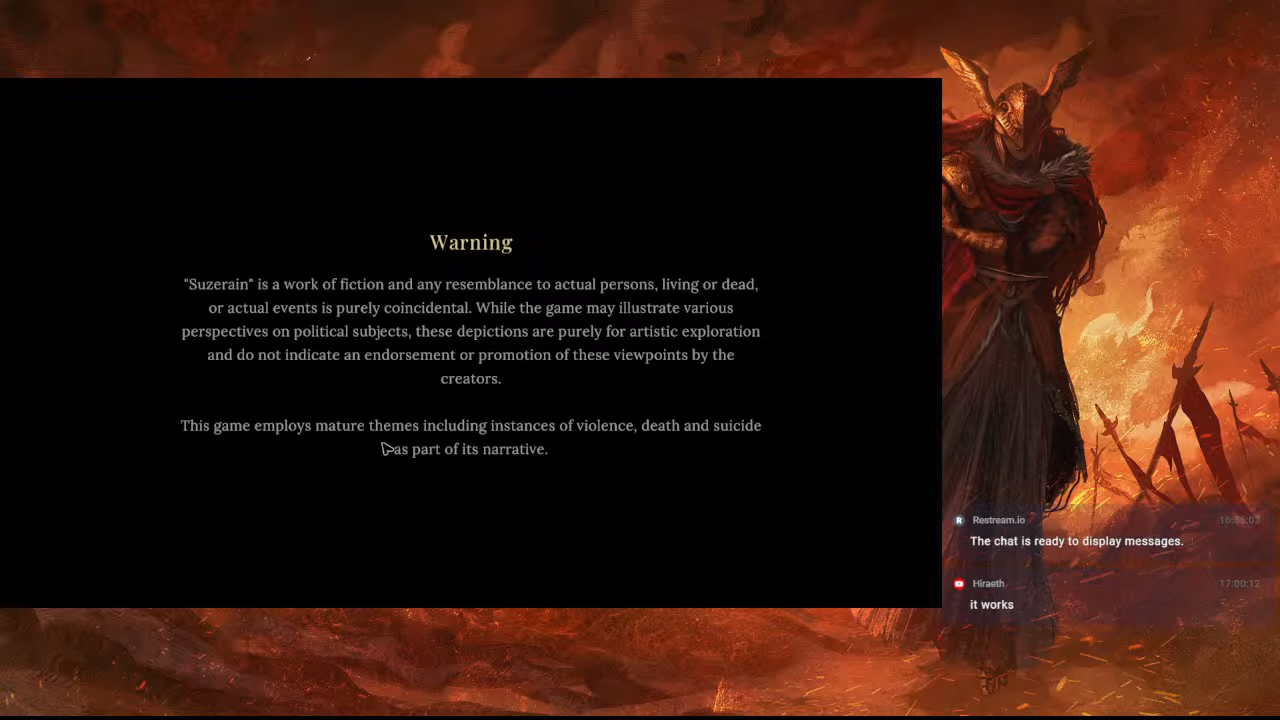 Warning
"Suzerain" is a work of fiction and any resemblance to actual persons, living or dead,
or actual events is purely coincidental. While the game may illustrate various
perspectives on political subjects, these depictions are purely for artistic exploration
and do not indicate an endorsement or promotion of these viewpoints by the
creators.
This game employs mature themes including instances of violence, death and suicide
as part of its narrative.
Restream.io
The chat is ready to display messages.
Hiraeth 17:00:12
it works